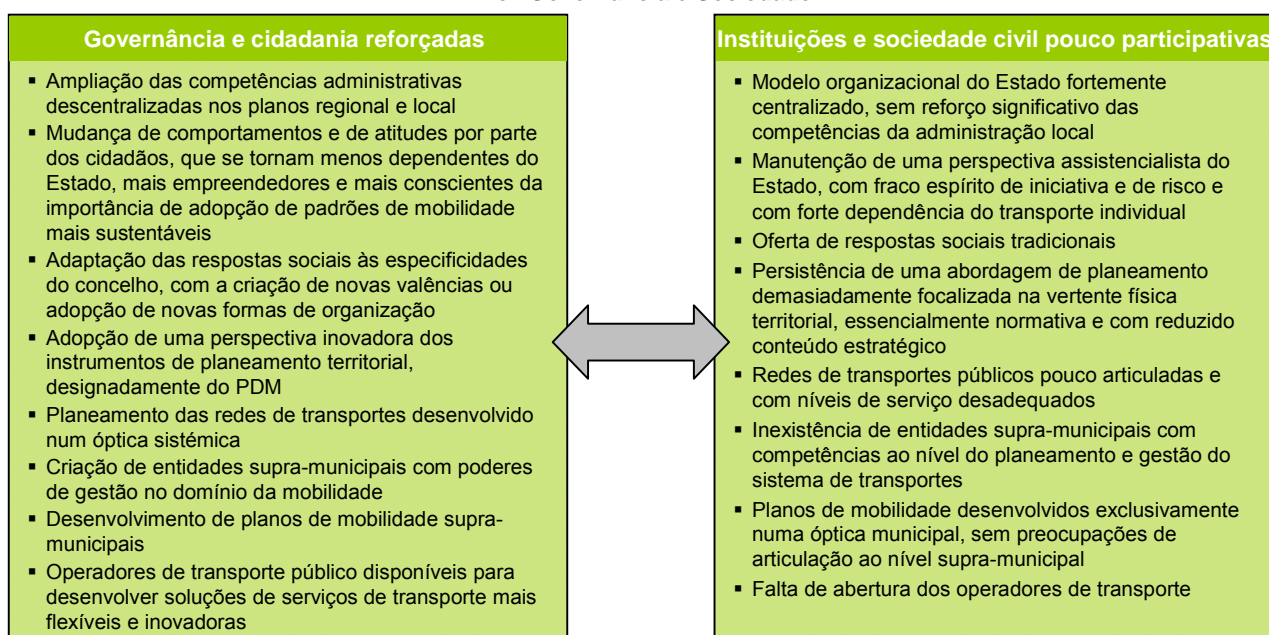 Governância e cidadania reforçadas
▪ Ampliação das competências administrativas
descentralizadas nos planos regional e local
▪ Mudança de comportamentos e de atitudes por parte
dos cidadãos, que se tornam menos dependentes do
Estado, mais empreendedores e mais conscientes da
importância de adopção de padrões de mobilidade
mais sustentáveis
▪ Adaptação das respostas sociais às especificidades
do concelho, com a criação de novas valências ou
adopção de novas formas de organização
▪ Adopção de uma perspectiva inovadora dos
instrumentos de planeamento territorial,
designadamente do PDM
▪ Planeamento das redes de transportes desenvolvido
num óptica sistémica
▪ Criação de entidades supra-municipais com poderes
de gestão no domínio da mobilidade
▪ Desenvolvimento de planos de mobilidade supra-
municipais
▪ Operadores de transporte público disponíveis para
desenvolver soluções de serviços de transporte mais
flexíveis e inovadoras
Instituições e sociedade civil pouco participativas
▪ Modelo organizacional do Estado fortemente
centralizado, sem reforço significativo das
competências da administração local
▪ Manutenção de uma perspectiva assistencialista do
Estado, com fraco espírito de iniciativa e de risco e
com forte dependência do transporte individual
▪ Oferta de respostas sociais tradicionais
▪ Persistência de uma abordagem de planeamento
demasiadamente focalizada na vertente física
territorial, essencialmente normativa e com reduzido
conteúdo estratégico
▪ Redes de transportes públicos pouco articuladas e
com níveis de serviço desadequados
▪ Inexistência de entidades supra-municipais com
competências ao nível do planeamento e gestão do
sistema de transportes
▪ Planos de mobilidade desenvolvidos exclusivamente
numa óptica municipal, sem preocupações de
articulação ao nível supra-municipal
▪ Falta de abertura dos operadores de transporte